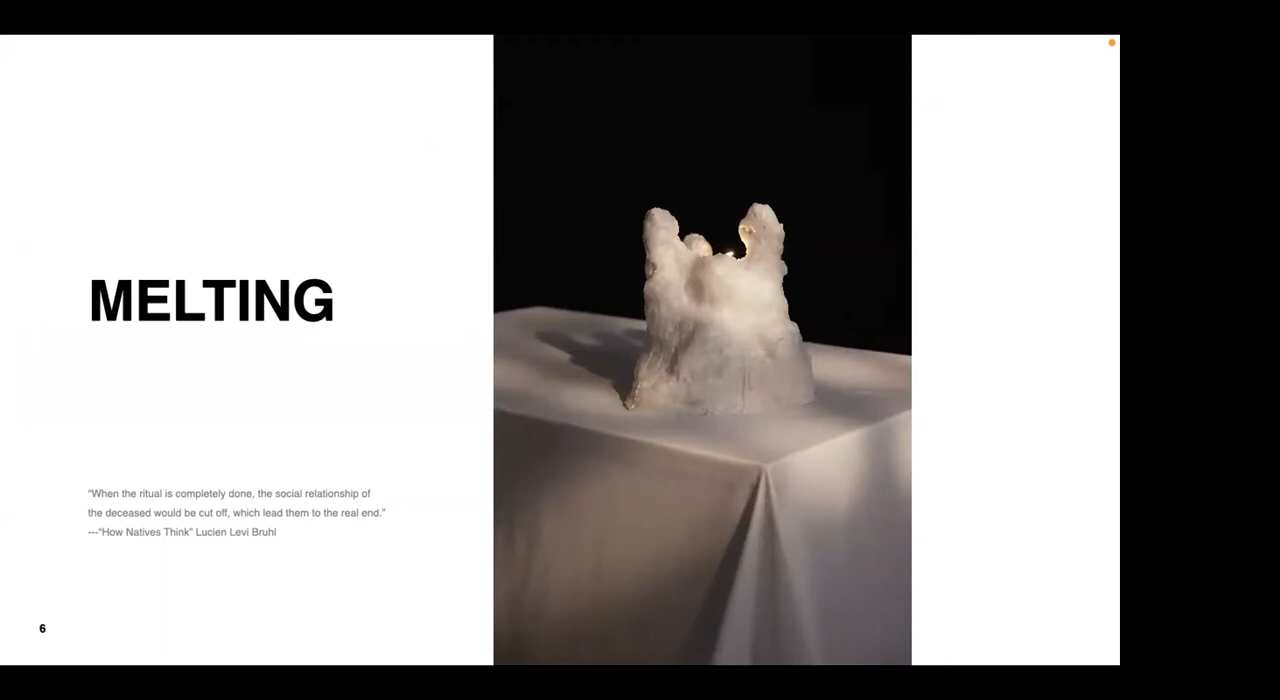 MELTING
“When the ritual is completely done, the social relationship of
the deceased would be cut off, which lead them to the real end.”
---“How Natives Think” Lucien Levi Bruhl
6